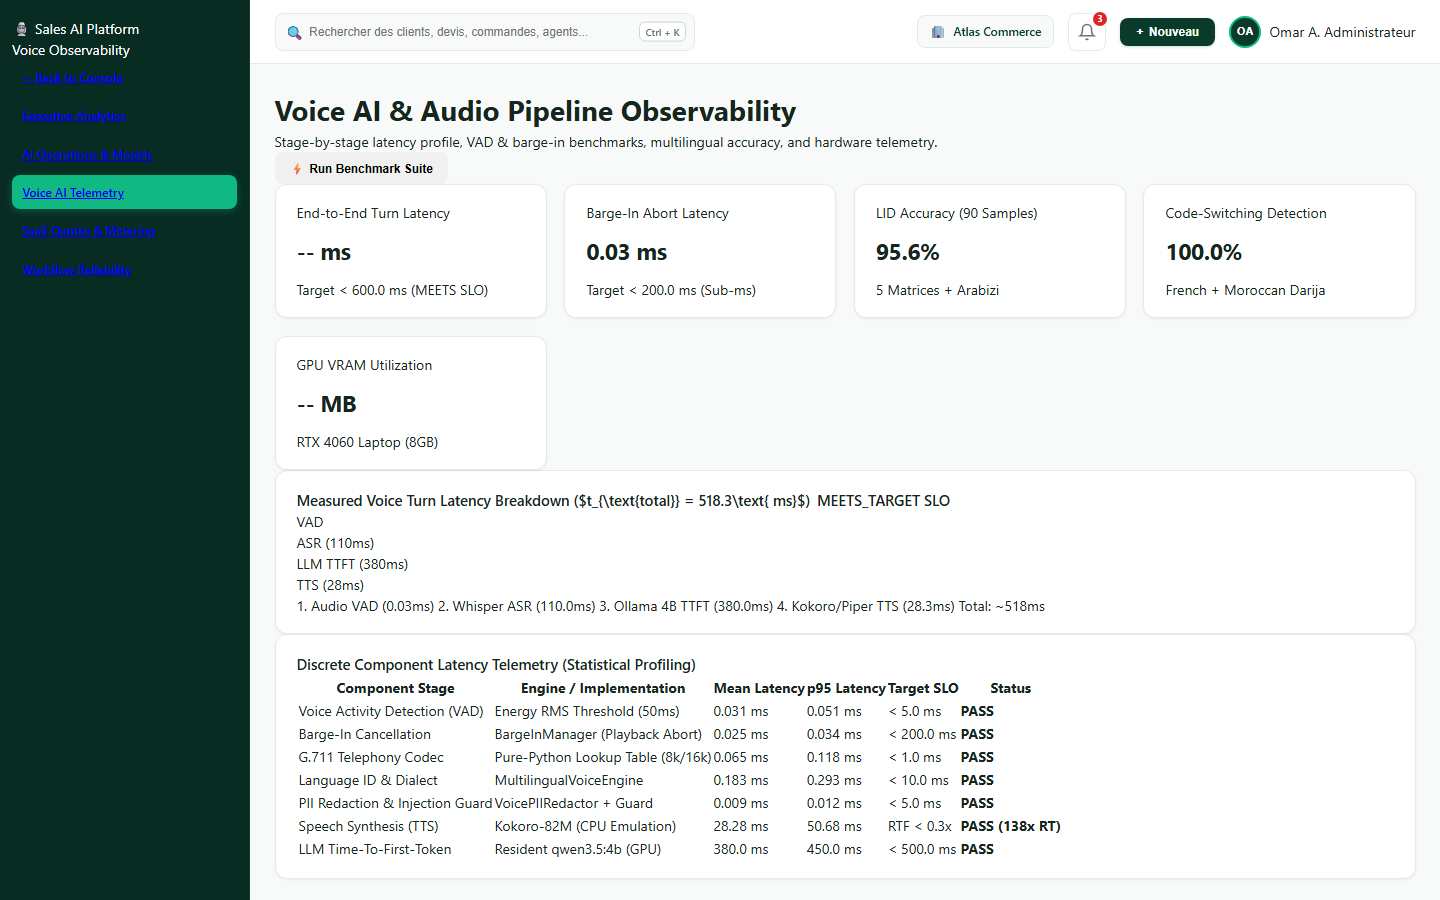 Sales AI Platform
Voice Observability
← Back to Console
Executive Analytics
AI Operations & Models
Voice AI Telemetry
SaaS Quotas & Metering
Workflow Reliability
Rechercher des clients, devis, commandes, agents...
Ctrl + K
Atlas Commerce
3
+ Nouveau
OA
Omar A. Administrateur
Voice AI & Audio Pipeline Observability
Stage-by-stage latency profile, VAD & barge-in benchmarks, multilingual accuracy, and hardware telemetry.
Run Benchmark Suite
End-to-End Turn Latency
-- ms
Target < 600.0 ms (MEETS SLO)
Barge-In Abort Latency
0.03 ms
Target < 200.0 ms (Sub-ms)
LID Accuracy (90 Samples)
95.6%
5 Matrices + Arabizi
Code-Switching Detection
100.0%
French + Moroccan Darija
GPU VRAM Utilization
-- MB
RTX 4060 Laptop (8GB)
Measured Voice Turn Latency Breakdown ($t_{\text{total}} = 518.3\text{ ms}$) MEETS_TARGET SLO
VAD
ASR (110ms)
LLM TTFT (380ms)
TTS (28ms)
1. Audio VAD (0.03ms) 2. Whisper ASR (110.0ms) 3. Ollama 4B TTFT (380.0ms) 4. Kokoro/Piper TTS (28.3ms) Total: ~518ms
Discrete Component Latency Telemetry (Statistical Profiling)
Component Stage Engine / Implementation Mean Latency p95 Latency Target SLO Status
Voice Activity Detection (VAD) Energy RMS Threshold (50ms) 0.031 ms 0.051 ms < 5.0 ms PASS
Barge-In Cancellation BargeInManager (Playback Abort) 0.025 ms 0.034 ms < 200.0 ms PASS
G.711 Telephony Codec Pure-Python Lookup Table (8k/16k) 0.065 ms 0.118 ms < 1.0 ms PASS
Language ID & Dialect MultilingualVoiceEngine 0.183 ms 0.293 ms < 10.0 ms PASS
PII Redaction & Injection Guard VoicePIIRedactor + Guard 0.009 ms 0.012 ms < 5.0 ms PASS
Speech Synthesis (TTS) Kokoro-82M (CPU Emulation) 28.28 ms 50.68 ms RTF < 0.3x PASS (138x RT)
LLM Time-To-First-Token Resident qwen3.5:4b (GPU) 380.0 ms 450.0 ms < 500.0 ms PASS